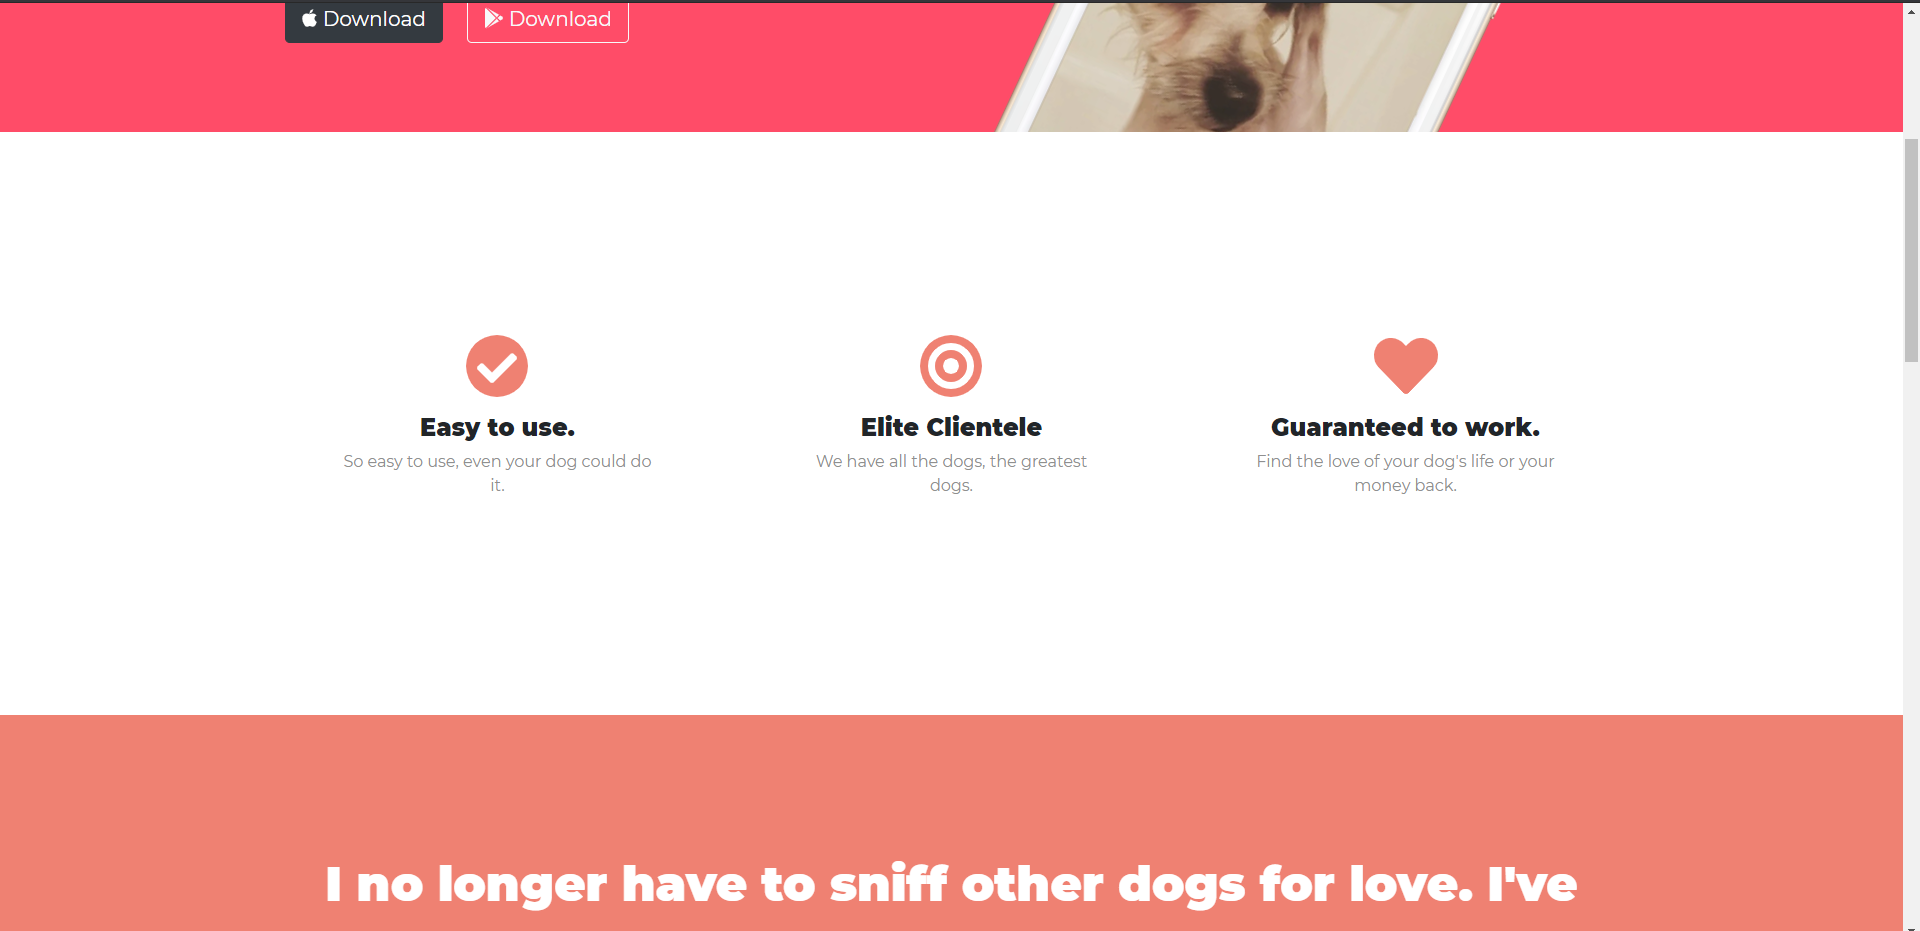 Download Download
Easy to use.
So easy to use, even your dog could do
it.
Elite Clientele
We have all the dogs, the greatest
dogs.
Guaranteed to work.
Find the love of your dog's life or your
money back.
I no longer have to sniff other dogs for love. I've